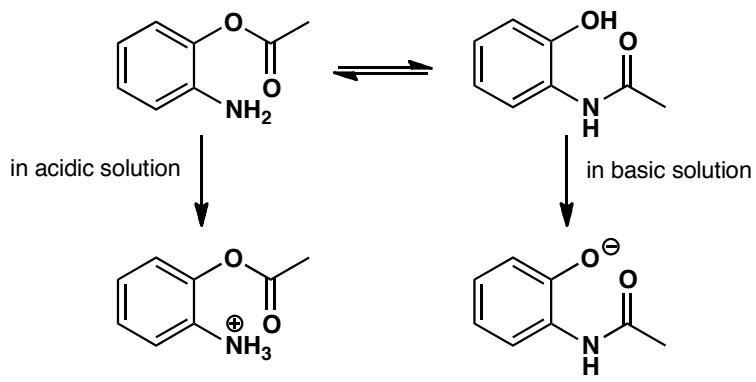 O
O
NH2
OH
O
N
H
in acidic solution
in basic solution
O
O
⊕
NH3
O⊖
O
N
H